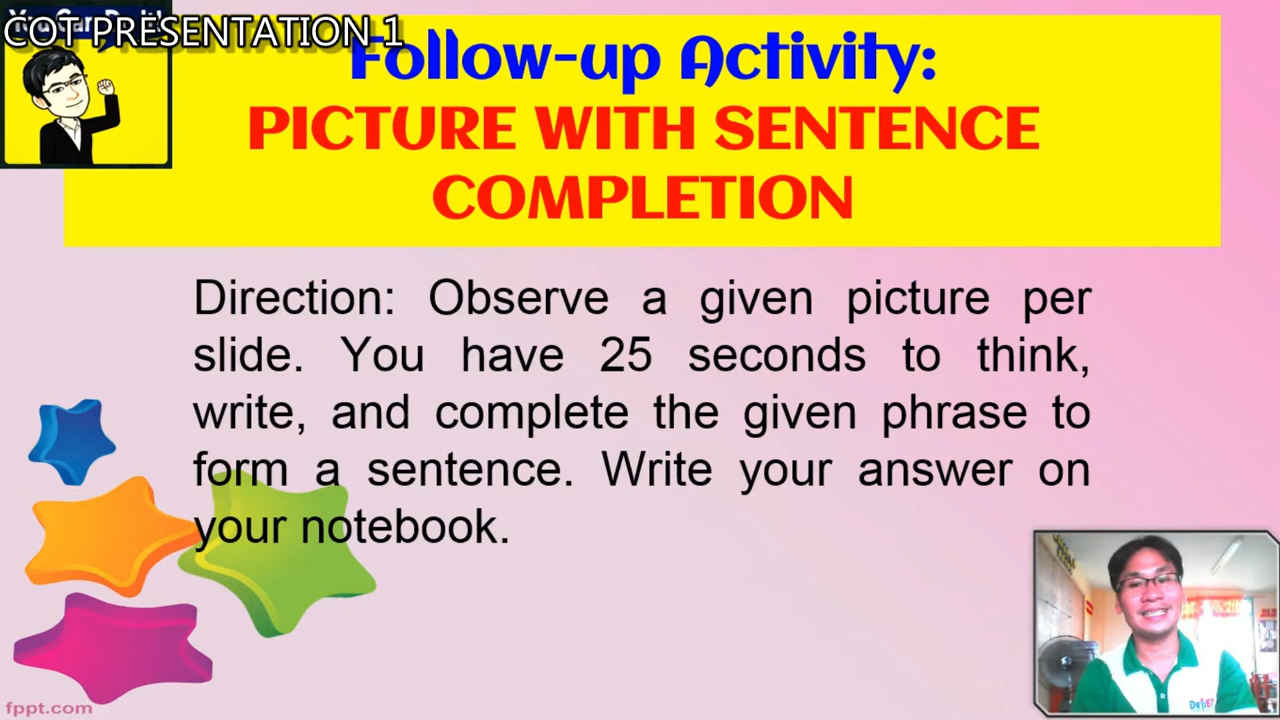 COT PRESENTATION 1
Follow-up Activity:
PICTURE WITH SENTENCE
COMPLETION
Direction: Observe a given picture per
slide. You have 25 seconds to think,
write, and complete the given phrase to
form a sentence. Write your answer on
your notebook.
fppt.com